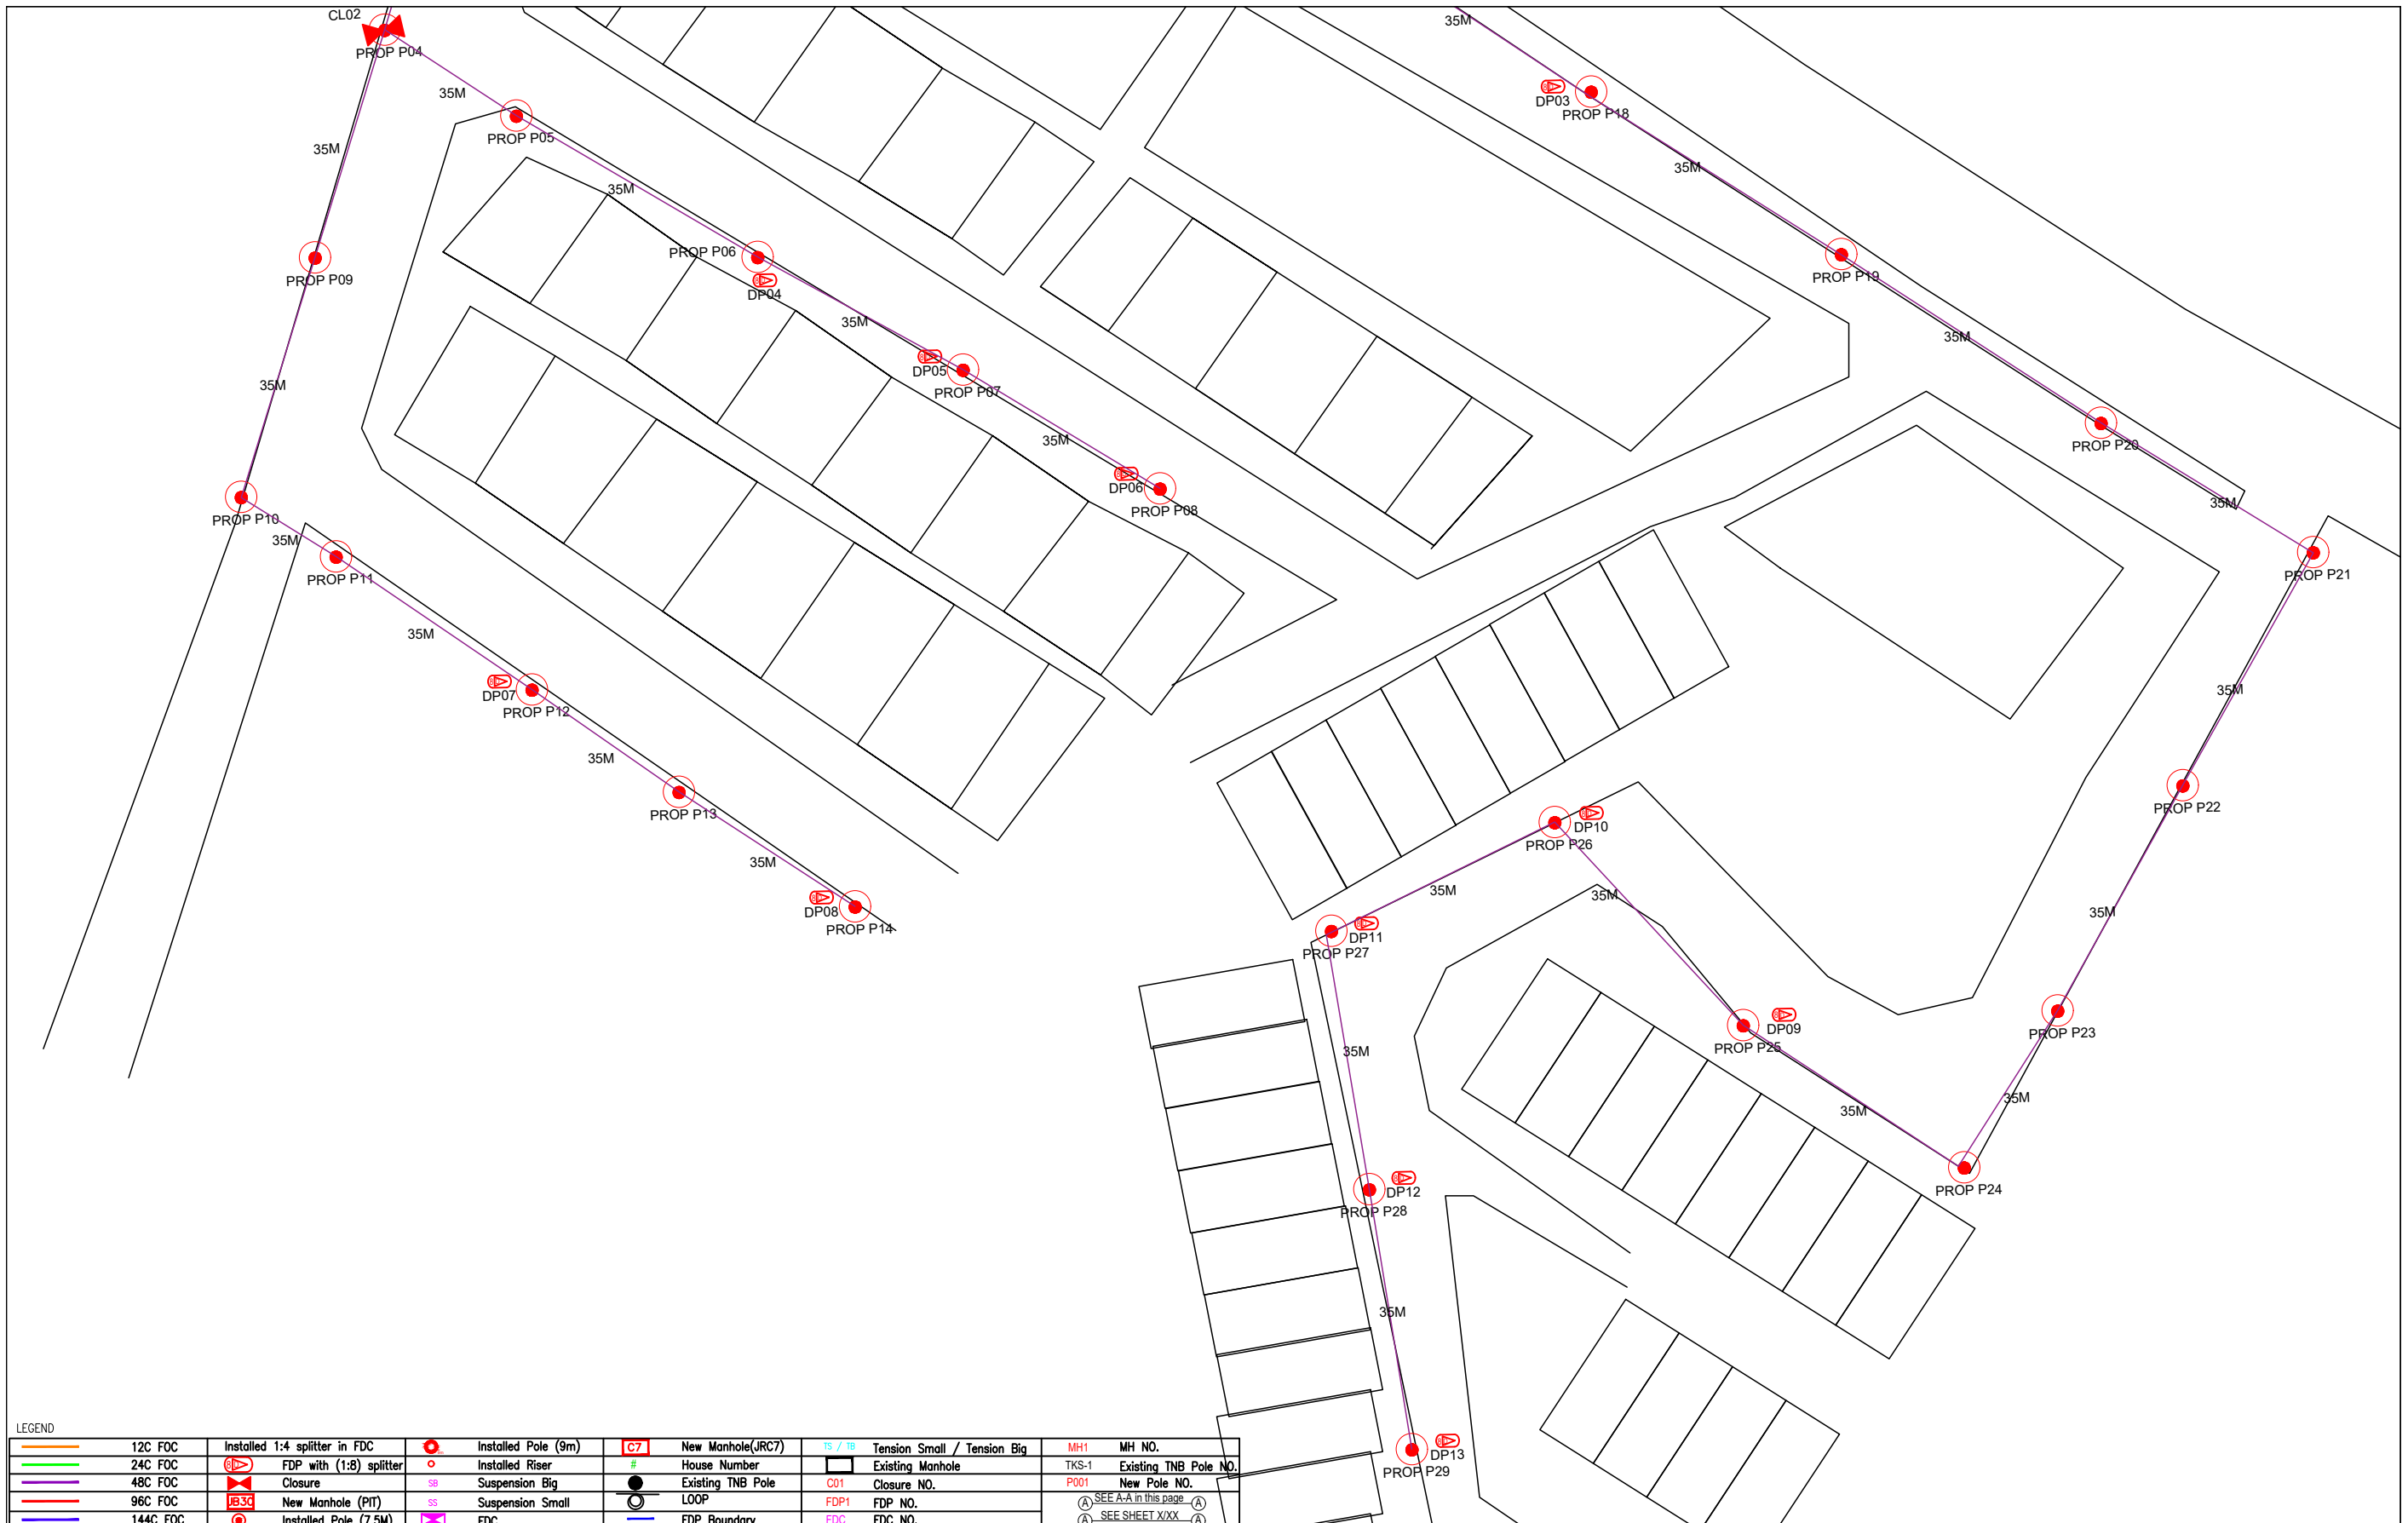 CL02
PROP P04
35M
35M
DP03
PROP P18
35M
PROP P05
35M
35M
35M
PROP P06
DP04
PROP P09
PROP P19
35M
35M
DP05
PROP P07
35M
35M
PROP P20
DP06
PROP P08
35M
PROP P10
35M
PROP P11
PROP P21
35M
DP07
PROP P12
35M
35M
PROP P13
PROP P22
DP10
PROP P26
35M
35M
35M
DP08
PROP P14
35M
DP11
PROP P27
DP09
PROP P25
PROP P23
35M
35M
35M
DP12
PROP P28
PROP P24
35M
DP13
PROP P29
LEGEND
12C FOC Installed 1:4 splitter in FDC Installed Pole (9m) C7 New Manhole(JRC7) TS / TB Tension Small / Tension Big MH1 MH NO.
24C FOC FDP with (1:8) splitter Installed Riser # House Number Existing Manhole TKS-1 Existing TNB Pole NO.
48C FOC Closure SB Suspension Big Existing TNB Pole C01 Closure NO. P001 New Pole NO.
96C FOC JB30 New Manhole (PIT) SS Suspension Small LOOP FDP1 FDP NO. A SEE A-A in this page A
144C FOC Installed Pole (7.5M) FDC FDP Boundary FDC FDC NO. A SEE SHEET X/XX A